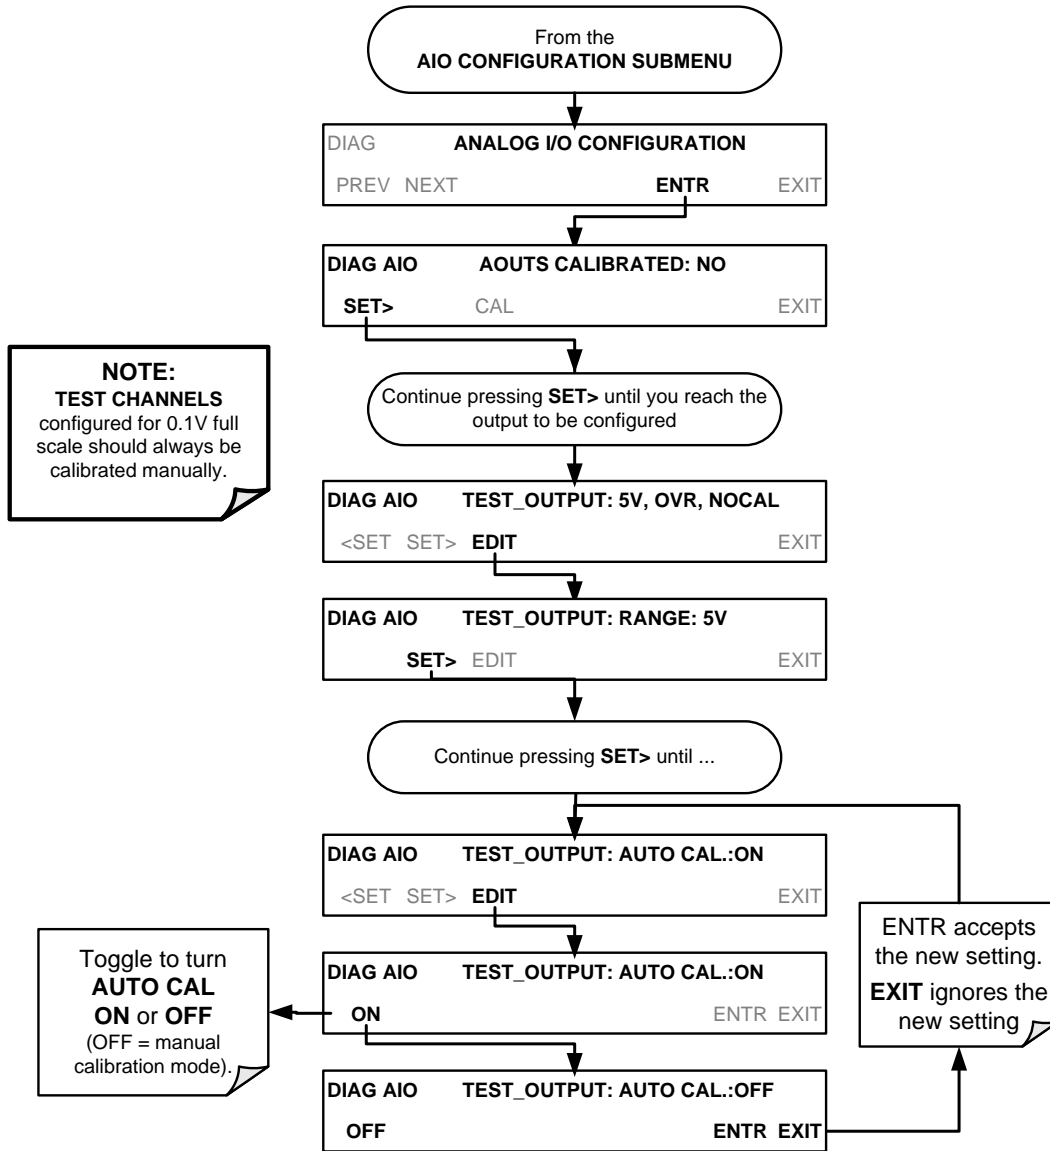 From the
AIO CONFIGURATION SUBMENU
DIAG ANALOG I/O CONFIGURATION
PREV NEXT ENTR EXIT
DIAG AIO AOUTS CALIBRATED: NO
SET> CAL EXIT
NOTE:
TEST CHANNELS
configured for 0.1V full
scale should always be
calibrated manually.
Continue pressing SET> until you reach the
output to be configured
DIAG AIO TEST_OUTPUT: 5V, OVR, NOCAL
<SET SET> EDIT EXIT
DIAG AIO TEST_OUTPUT: RANGE: 5V
SET> EDIT EXIT
Continue pressing SET> until ...
DIAG AIO TEST_OUTPUT: AUTO CAL.:ON
<SET SET> EDIT EXIT
Toggle to turn
AUTO CAL
ON or OFF
(OFF = manual
calibration mode).
DIAG AIO TEST_OUTPUT: AUTO CAL.:ON
ON ENTR EXIT
ENTR accepts
the new setting.
EXIT ignores the
new setting
DIAG AIO TEST_OUTPUT: AUTO CAL.:OFF
OFF ENTR EXIT